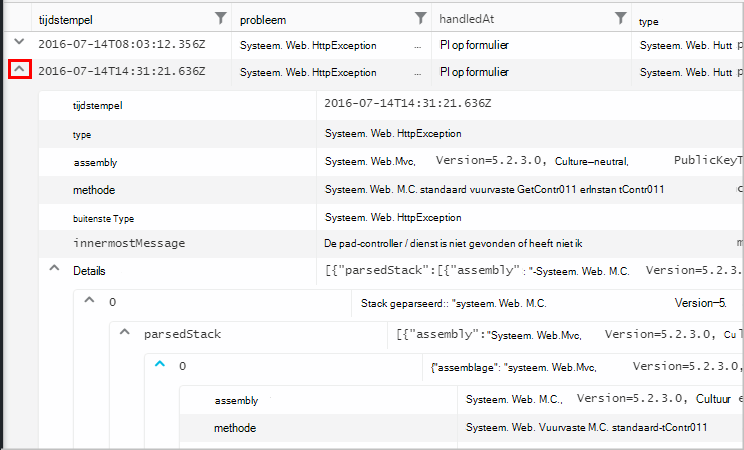 tijdstempel probleem handledAt type
2016-07-14T08:03:12.356Z Systeem. Web. HttpException ... Pl op formulier Systeem. Web. Hutt p
2016-07-14T14:31:21.636Z Systeem. Web. HttpException ... Pl op formulier Systeem. Web. Hutt p
tijdstempel 2016-07-14T14:31:21.636Z
type Systeem. Web. HttpException
assembly Systeem. Web.Mvc, Version=5.2.3.0, Culture—neutral, PublicKeyT
methode Systeem. Web. M.C. standaard vuurvaste GetContr011 erInstan tContr011 c
buitenste Type Systeem. Web. HttpException
innermostMessage De pad-controller / dienst is niet gevonden of heeft niet ik m
Details [{"parsedStack":[{"assembly" : "-Systeem. Web. M.C. Version=5.2.3.
0 Stack geparseerd:: "systeem. Web. M.C. Version—5.
parsedStack [{"assembly":"Systeem. Web.Mvc, Version=5.2.3.0, Cu
0 {"assemblage": "systeem. Web.Mvc, Version=5.2.3.0,
assembly Systeem. Web. M.C., Version=5.2.3.0, Cultuur e
methode Systeem. Web. Vuurvaste M.C. standaard-tContr011